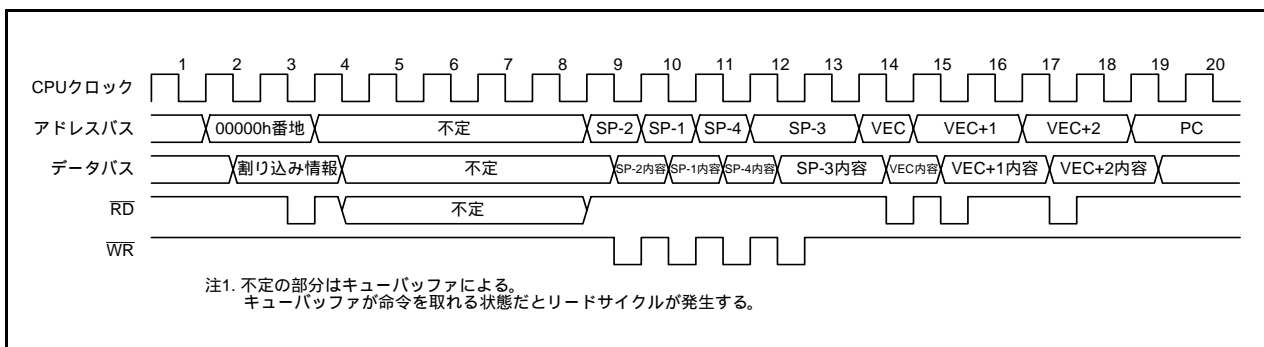 1 2 3 4 5 6 7 8 9 10 11 12 13 14 15 16 17 18 19 20
CPUクロック
アドレスバス 00000h番地 不定 SP-2 SP-1 SP-4 SP-3 VEC VEC+1 VEC+2 PC
データバス 割り込み情報 不定 SP-2内容 SP-1内容 SP-4内容 SP-3内容 VEC内容 VEC+1内容 VEC+2内容
RD 不定
WR
注1. 不定の部分はキューバッファによる。
キューバッファが命令を取れる状態だとリードサイクルが発生する。